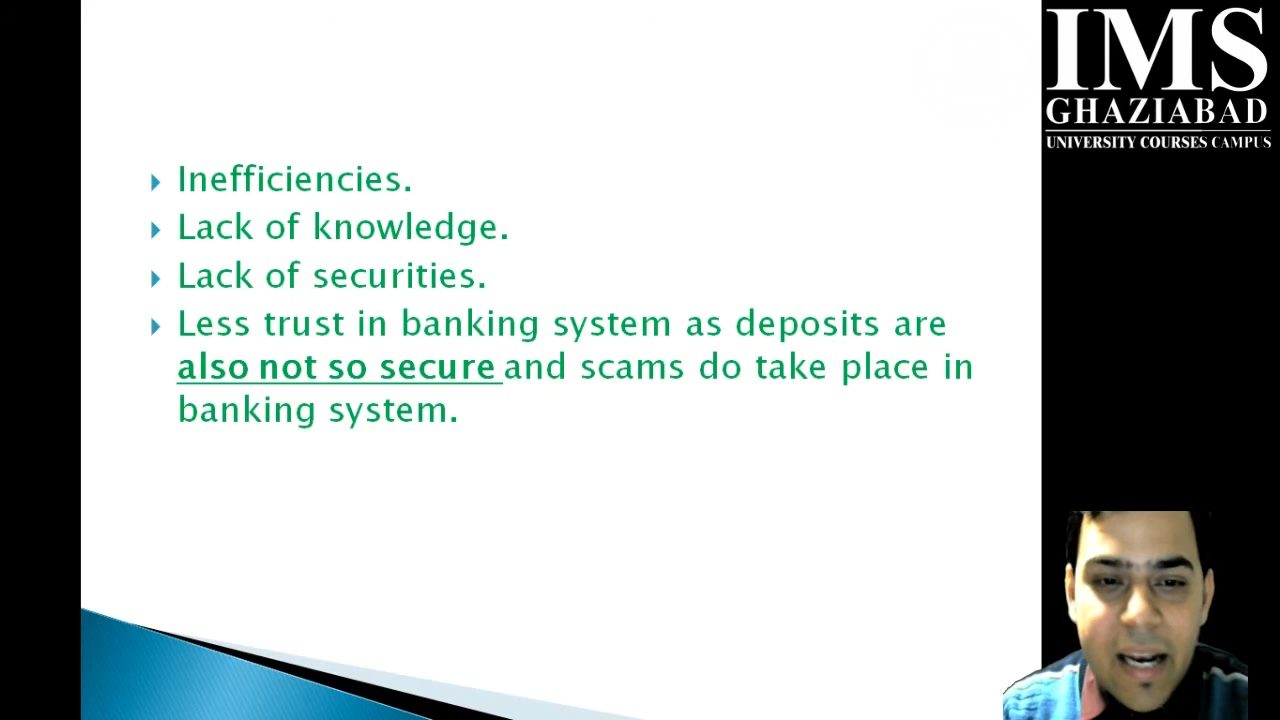 IMS
GHAZIABAD
UNIVERSITY COURSES CAMPUS
Inefficiencies.
Lack of knowledge.
Lack of securities.
Less trust in banking system as deposits are
also not so secure and scams do take place in
banking system.